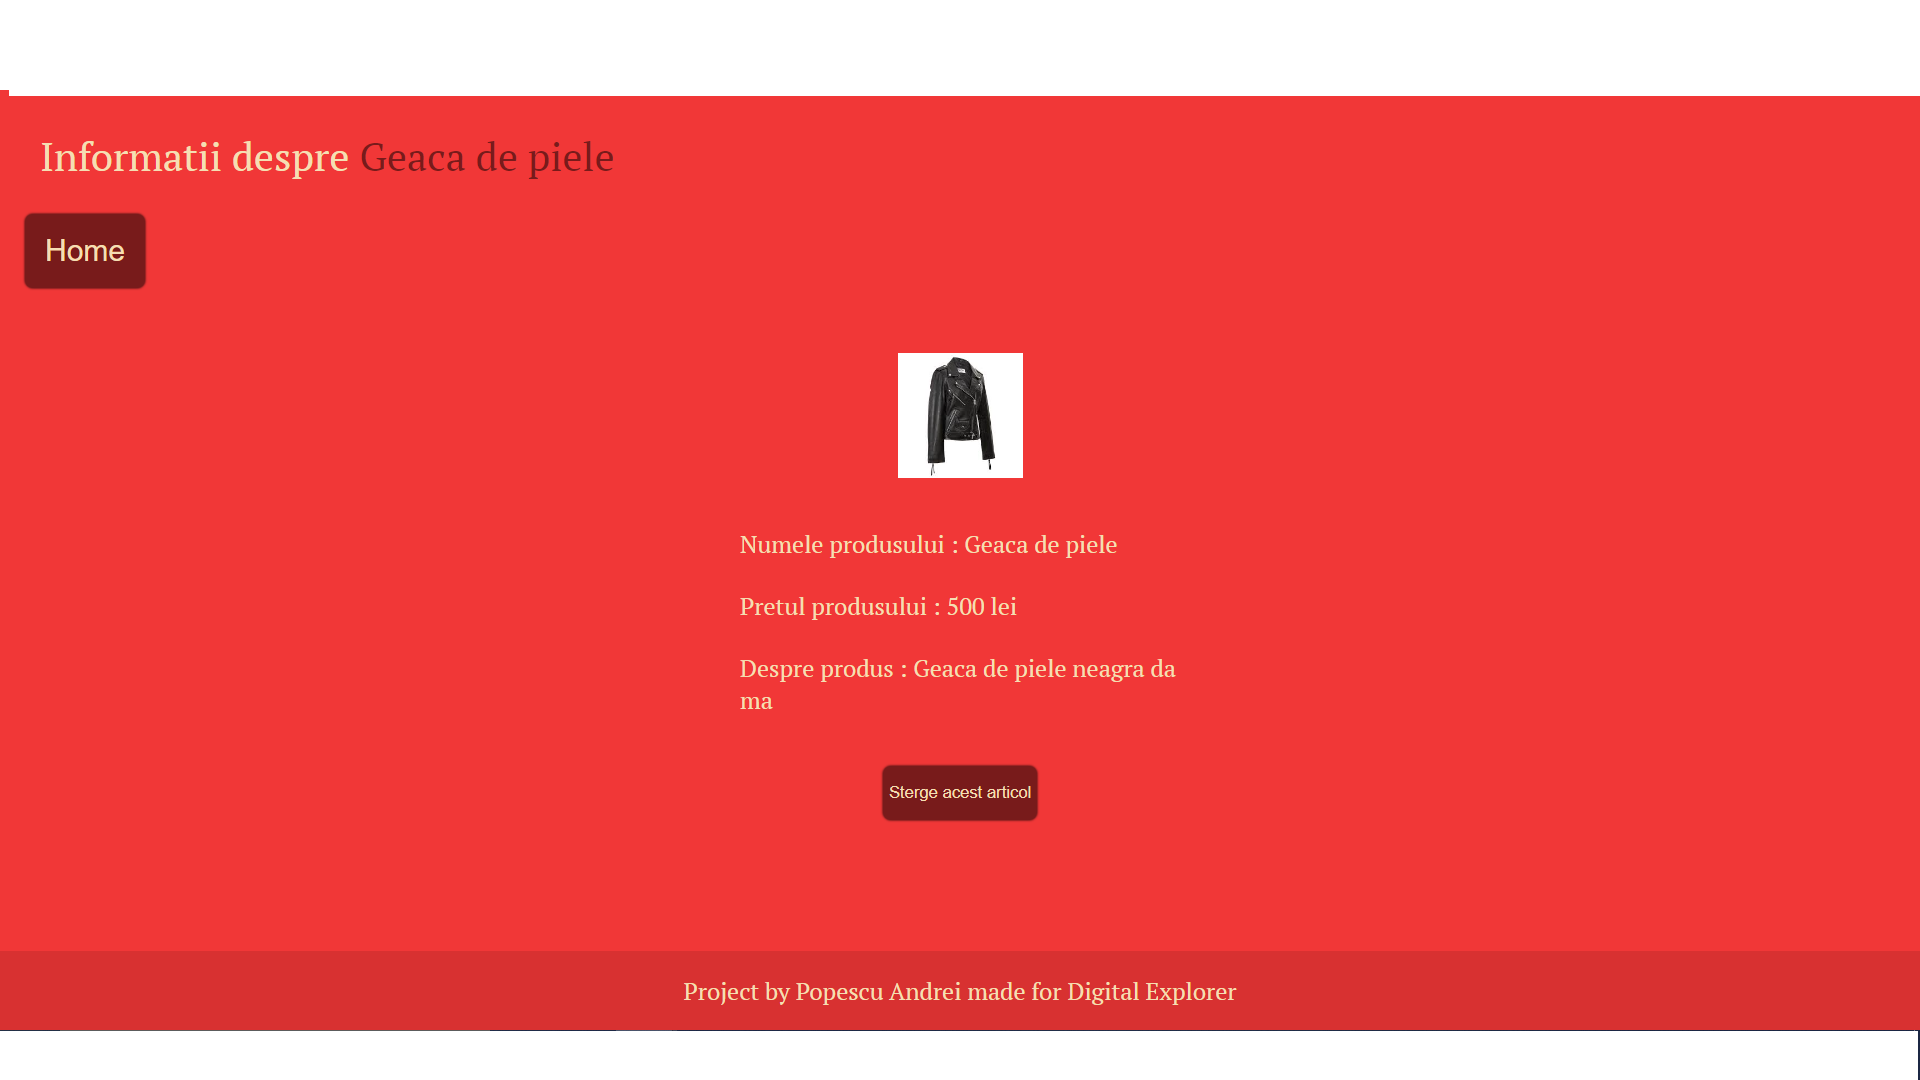 Informatii despre Geaca de piele
Home
Numele produsului : Geaca de piele
Pretul produsului : 500 lei
Despre produs : Geaca de piele neagra da
ma
Sterge acest articol
Project by Popescu Andrei made for Digital Explorer